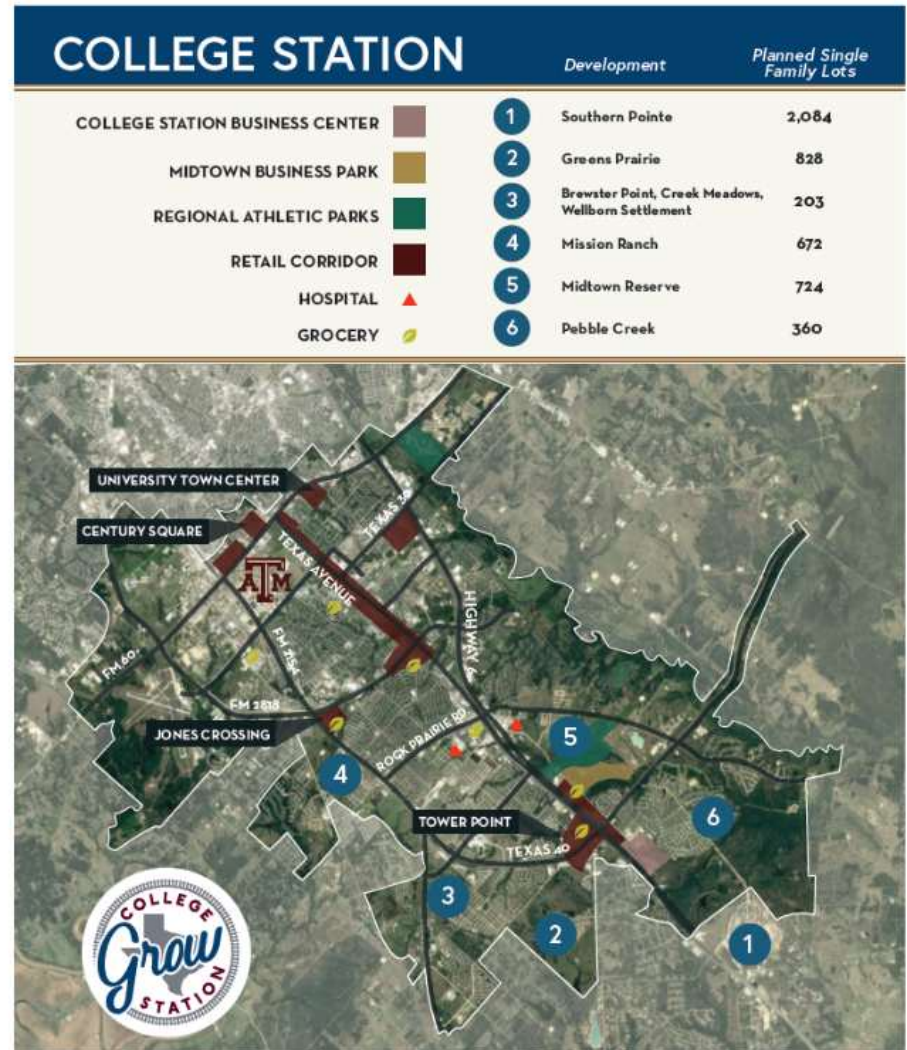 COLLEGE STATION
Development
Planned Single
Family Lots
COLLEGE STATION BUSINESS CENTER
MIDTOWN BUSINESS PARK
REGIONAL ATHLETIC PARKS
RETAIL CORRIDOR
HOSPITAL
GROCERY
1 Southern Pointe 2,084
2 Greens Prairie 828
3 Brewster Point, Creek Meadows,
Wellborn Settlement 203
4 Mission Ranch 672
5 Midtown Reserve 724
6 Pebble Creek 360
UNIVERSITY TOWN CENTER
CENTURY SQUARE
TEXAS 30
TEXAS AVENUE
ATM
HIGHWAY 6
FM 2154
FM 60
FM 2818
JONES CROSSING
ROCK PRAIRIE RD.
5
4
TOWER POINT
6
TEXAS 40
3
2
1
COLLEGE
Grow
STATION